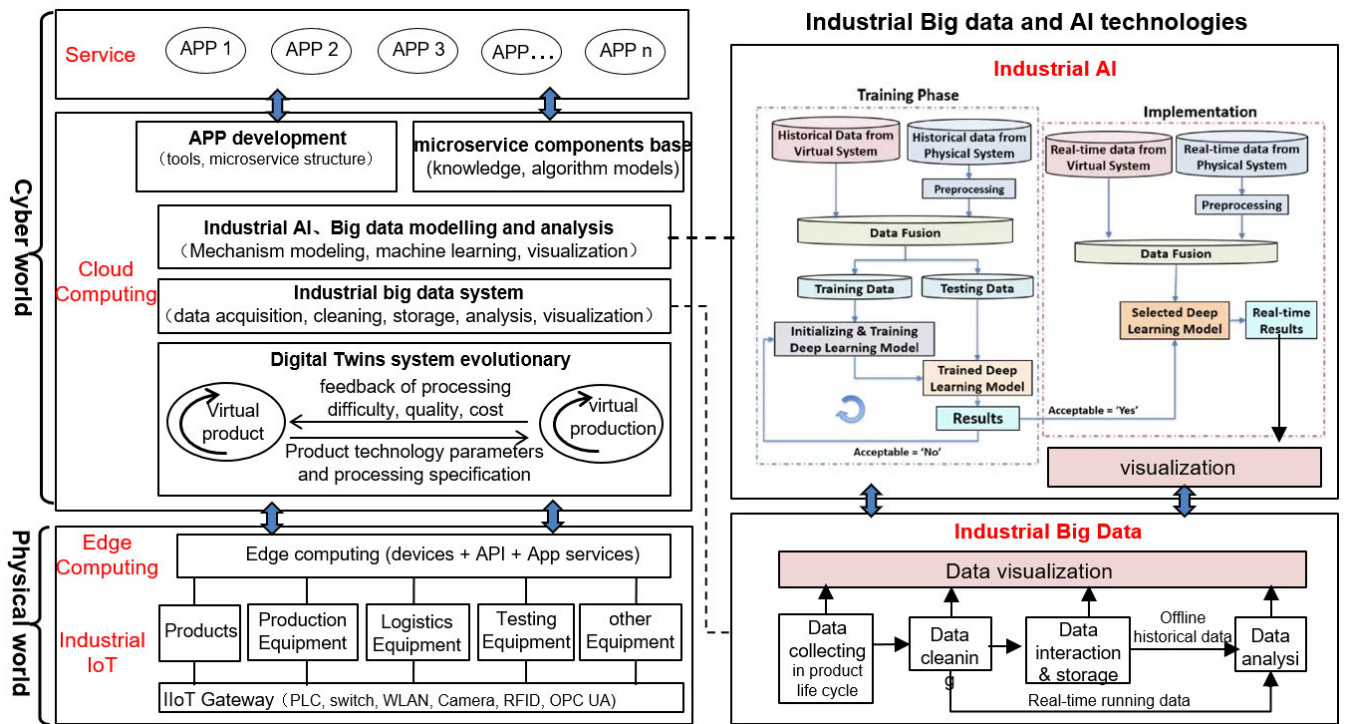 Cyber world
Physical world
Service
APP 1
APP 2
APP 3
APP...
APP n
Cloud
Computing
APP development
（tools, microservice structure）
microservice components base
(knowledge, algorithm models)
Industrial AI、Big data modelling and analysis
（Mechanism modeling, machine learning, visualization）
Industrial big data system
（data acquisition, cleaning, storage, analysis, visualization）
Digital Twins system evolutionary
feedback of processing
difficulty, quality, cost
Virtual
product
virtual
production
Product technology parameters
and processing specification
Edge
Computing
Edge computing (devices + API + App services)
Industrial
IoT
Products
Production
Equipment
Logistics
Equipment
Testing
Equipment
other
Equipment
IIoT Gateway（PLC, switch, WLAN, Camera, RFID, OPC UA)
Industrial Big data and AI technologies
Industrial AI
Training Phase
Historical Data from
Virtual System
Historical data from
Physical System
Preprocessing
Data Fusion
Training Data
Testing Data
Initializing & Training
Deep Learning Model
Trained Deep
Learning Model
Results
Acceptable = 'Yes'
Acceptable = 'No'
Implementation
Real-time data from
Virtual System
Real-time data from
Physical System
Preprocessing
Data Fusion
Selected Deep
Learning Model
Real-time
Results
visualization
Industrial Big Data
Data visualization
Data
collecting
in product
life cycle
Data
cleanin
g
Data
interaction
& storage
Offline
historical data
Data
analysi
Real-time running data